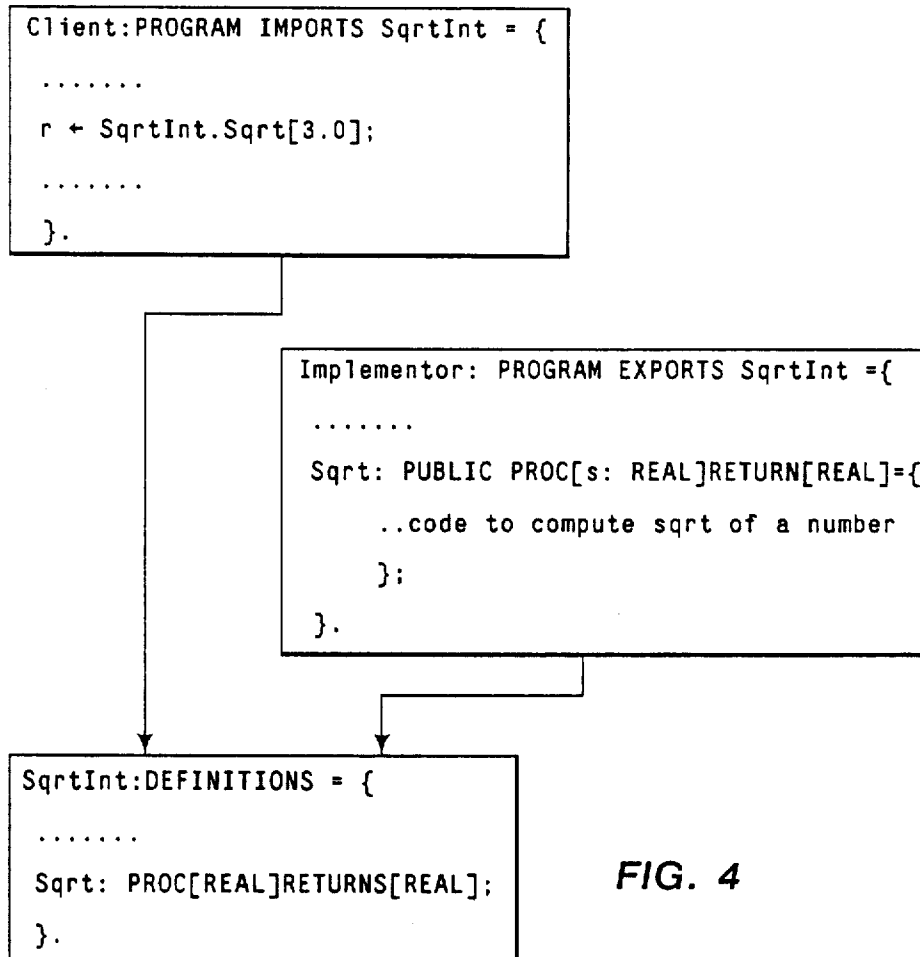 Client:PROGRAM IMPORTS SqrtInt = {
.......
r ← SqrtInt.Sqrt[3.0];
.......
}.
Implementor: PROGRAM EXPORTS SqrtInt ={
.......
Sqrt: PUBLIC PROC[s: REAL]RETURN[REAL]={
..code to compute sqrt of a number
};
}.
SqrtInt:DEFINITIONS = {
.......
Sqrt: PROC[REAL]RETURNS[REAL];
}.
FIG. 4